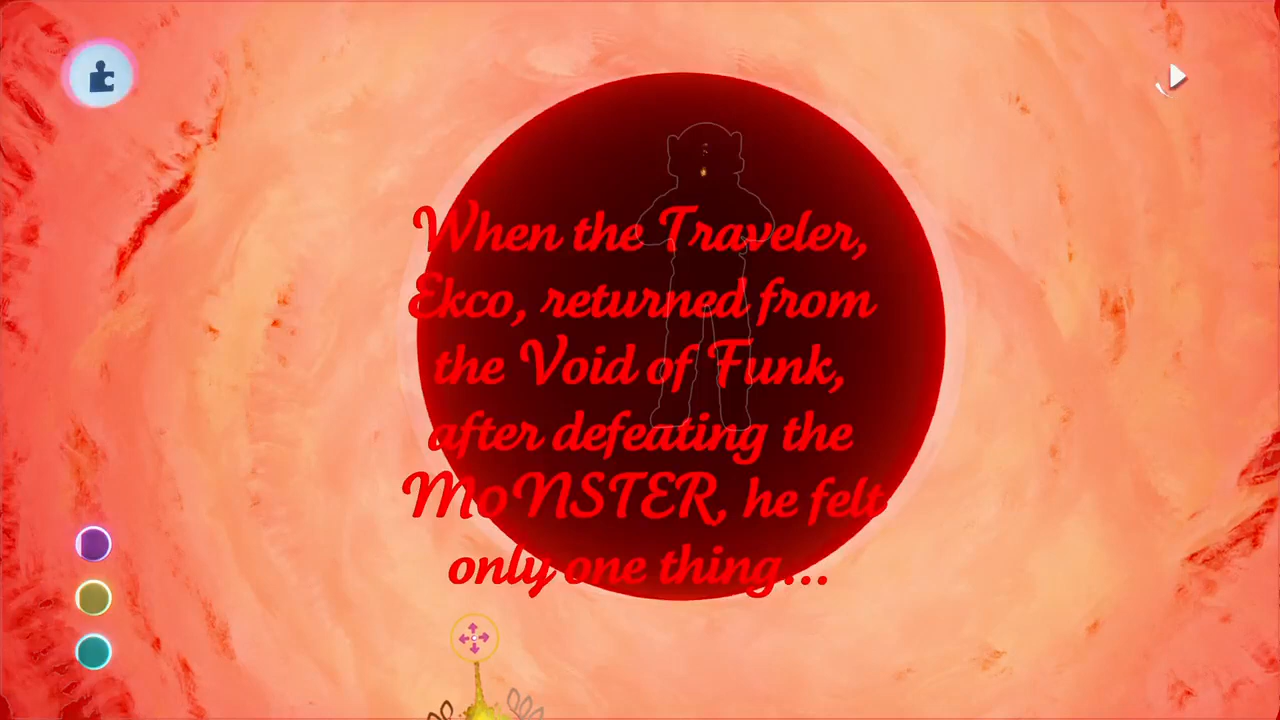 When the Traveler,
Ekco, returned from
the Void of Funk,
after defeating the
MoNSTER, he felt
only one thing...